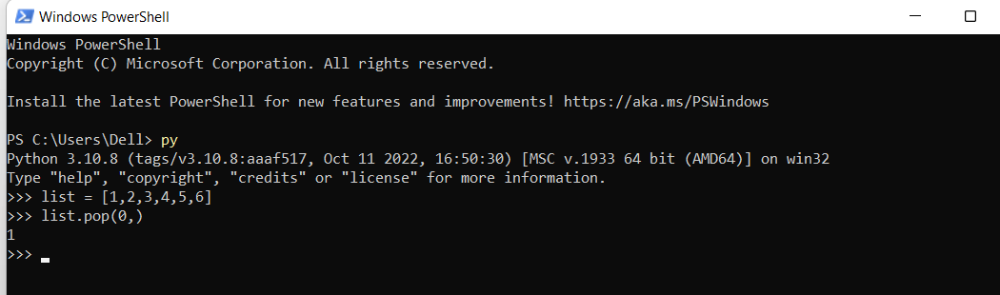 Windows PowerShell
Windows PowerShell
Copyright (C) Microsoft Corporation. All rights reserved.
Install the latest PowerShell for new features and improvements! https://aka.ms/PSWindows
PS C:\Users\Dell> py
Python 3.10.8 (tags/v3.10.8:aaaf517, Oct 11 2022, 16:50:30) [MSC v.1933 64 bit (AMD64)] on win32
Type "help", "copyright", "credits" or "license" for more information.
>>> list = [1,2,3,4,5,6]
>>> list.pop(0,)
1
>>>